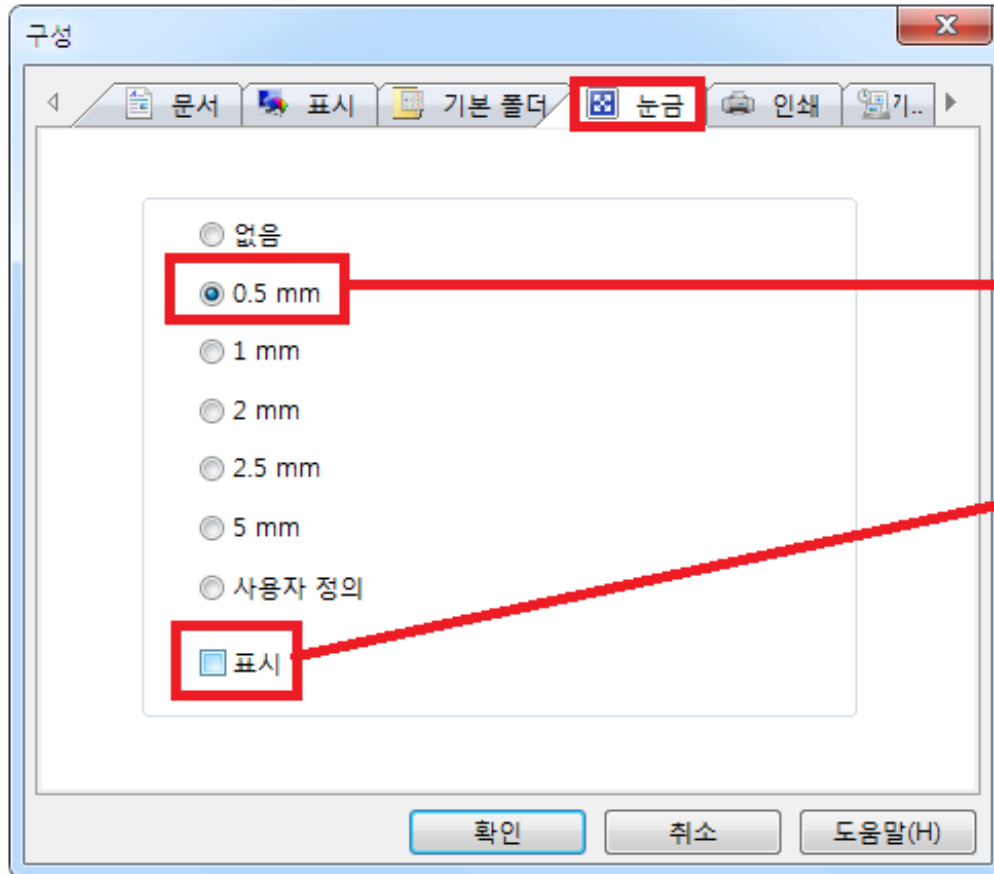 구성
문서 표시 기본 폴더 눈금 인쇄 기..
없음
0.5 mm
1 mm
2 mm
2.5 mm
5 mm
사용자 정의
표시
확인 취소 도움말(H)